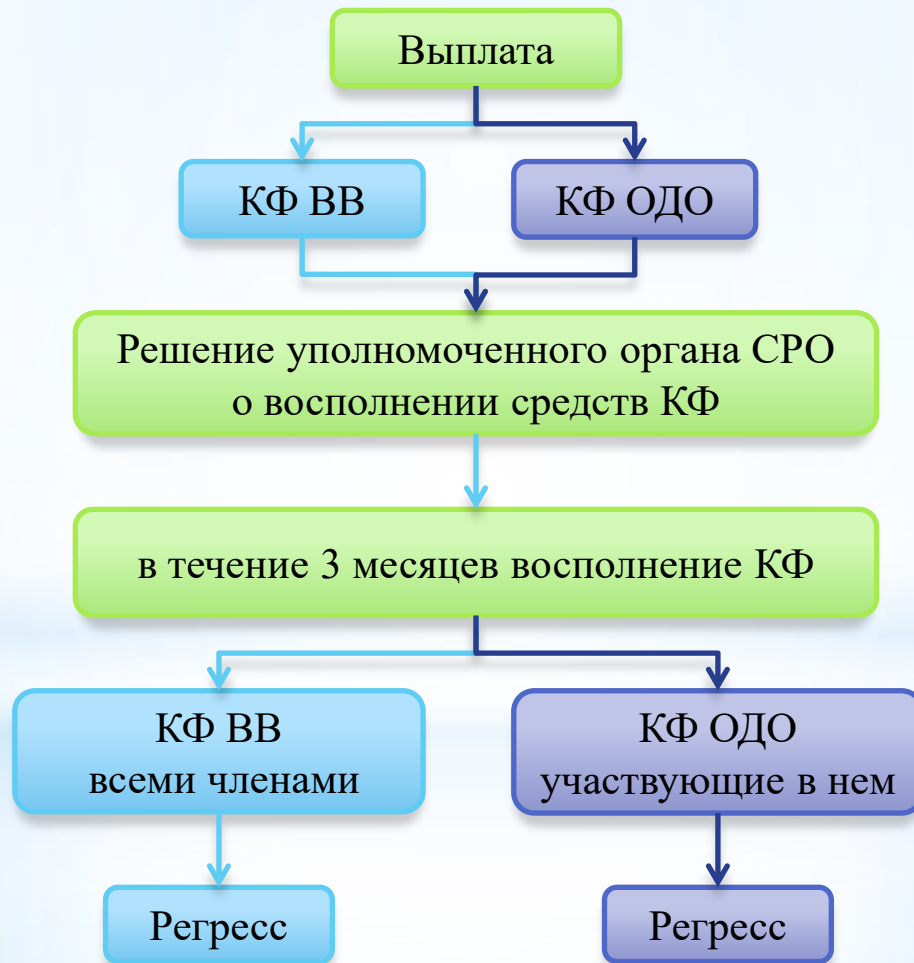 Выплата
КФ ВВ
КФ ОДО
Решение уполномоченного органа СРО
о восполнении средств КФ
в течение 3 месяцев восполнение КФ
КФ ВВ
всеми членами
КФ ОДО
участвующие в нем
Регресс
Регресс